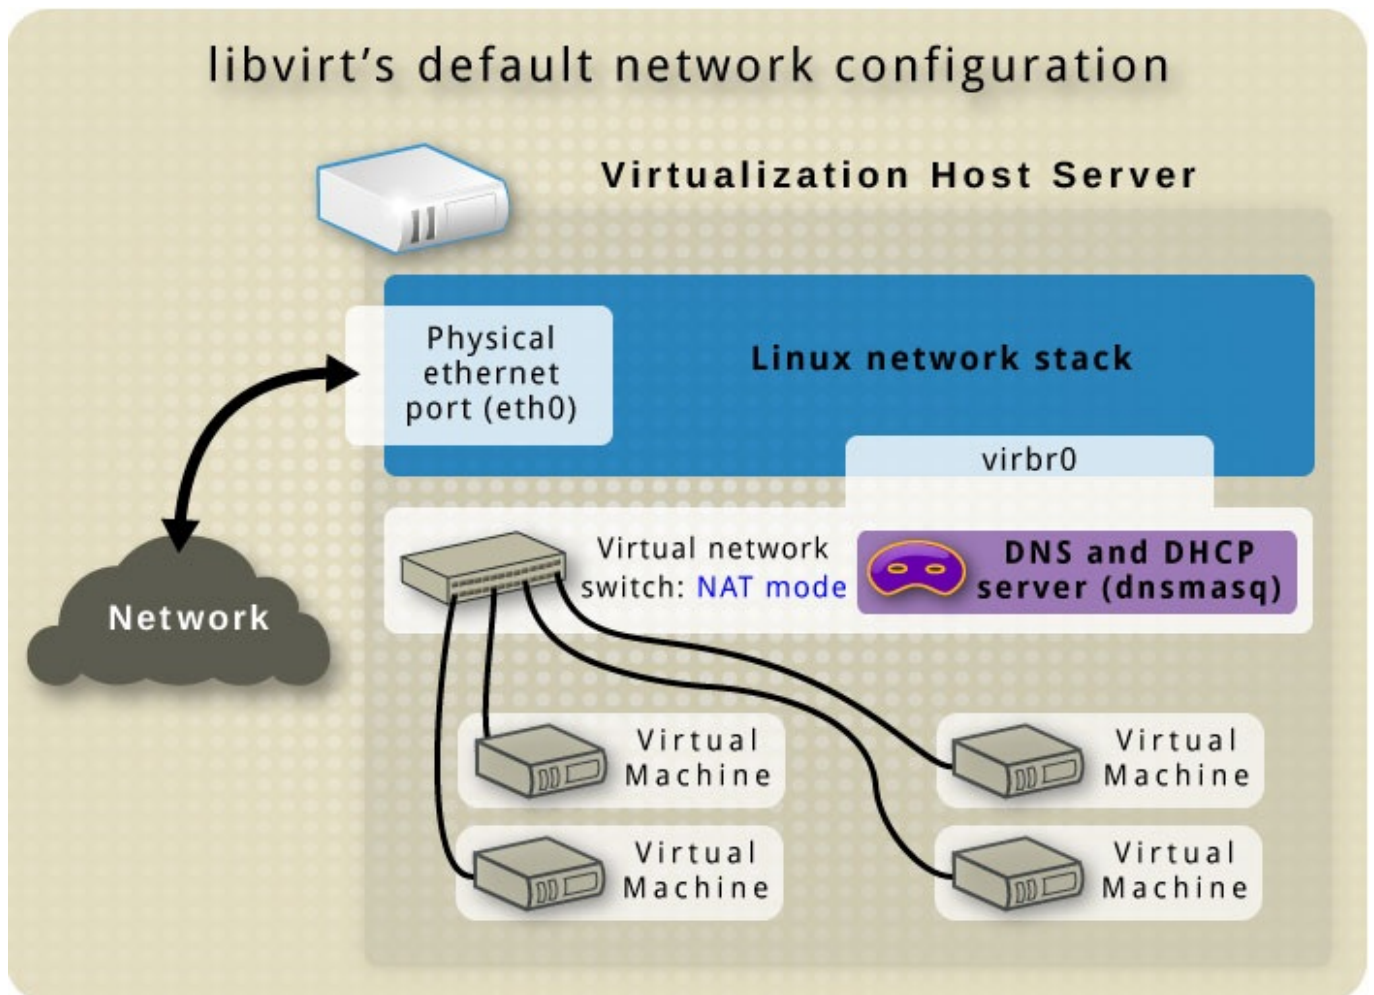 libvirt’s default network configuration
Virtualization Host Server
Physical
ethernet
port (eth0)
Linux network stack
virbr0
Virtual network
switch: NAT mode
DNS and DHCP
server (dnsmasq)
Network
Virtual
Machine
Virtual
Machine
Virtual
Machine
Virtual
Machine